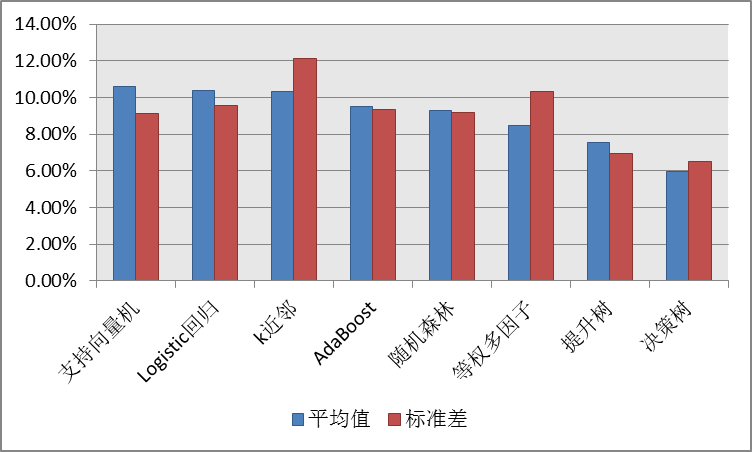 14.00%
12.00%
10.00%
8.00%
6.00%
4.00%
2.00%
0.00%
支持向量机
Logistic回归
k近邻
AdaBoost
随机森林
等权多因子
提升树
决策树
平均值
标准差